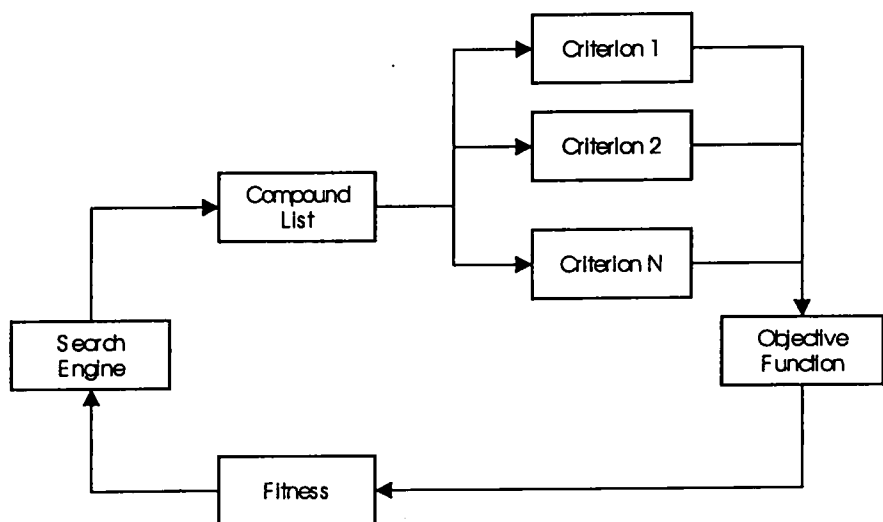 Criterion 1
Criterion 2
Compound
List
Criterion N
Search
Engine
Objective
Function
Fitness